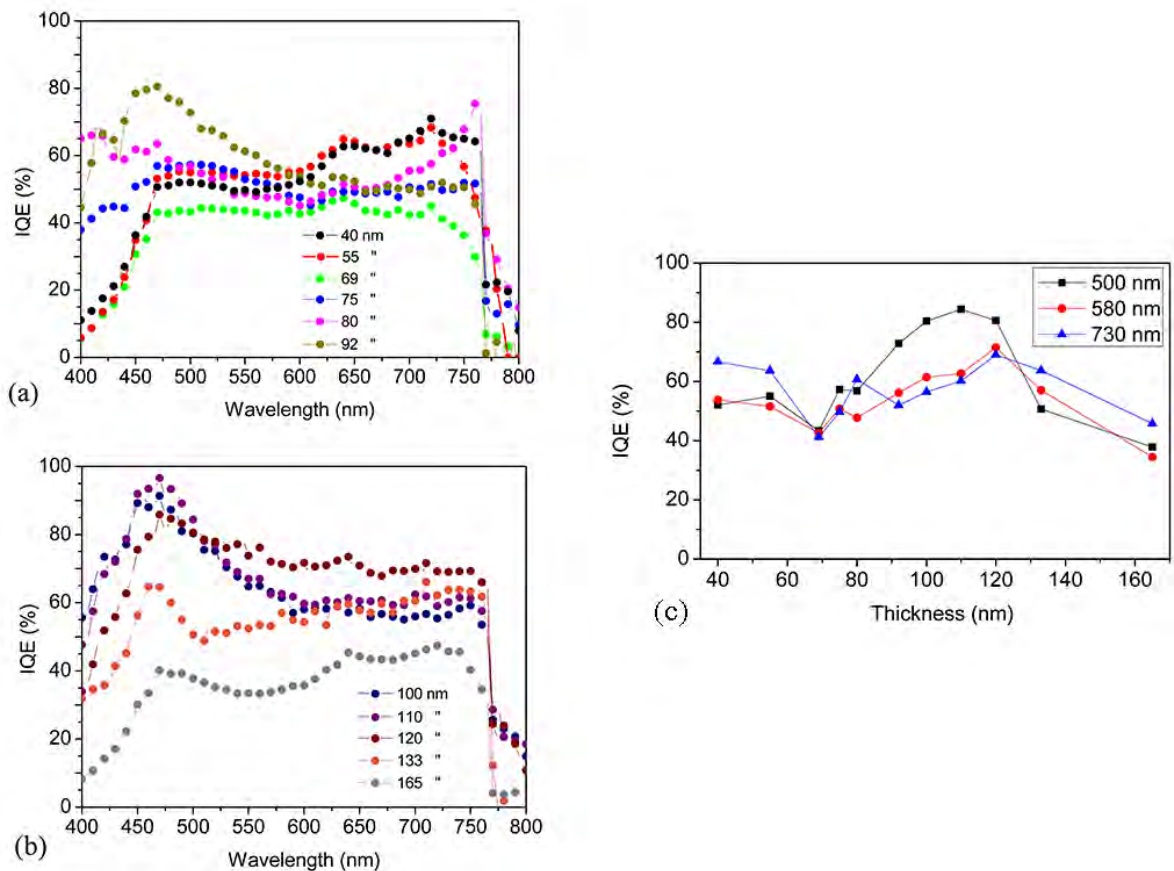 100
80
60
40
20
0
IQE (%)
40 nm
55 "
69 "
75 "
80 "
92 "
400 450 500 550 600 650 700 750 800
Wavelength (nm)
(a)
100
80
60
40
20
0
IQE (%)
100 nm
110 "
120 "
133 "
165 "
400 450 500 550 600 650 700 750 800
Wavelength (nm)
(b)
100
80
60
40
20
0
IQE (%)
500 nm
580 nm
730 nm
40 60 80 100 120 140 160
Thickness (nm)
(c)